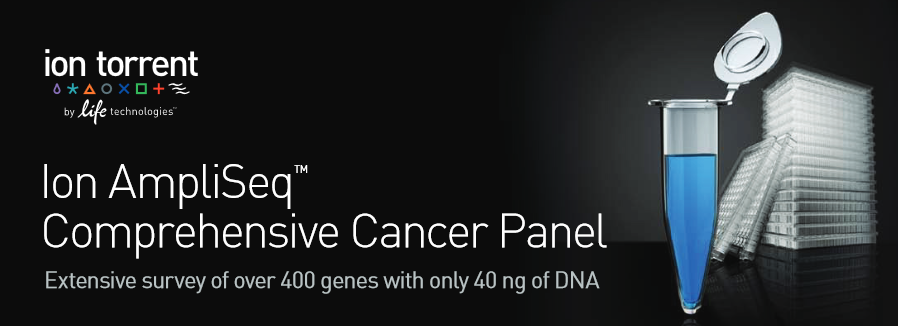 ion torrent
by life technologies™
Ion AmpliSeq™
Comprehensive Cancer Panel
Extensive survey of over 400 genes with only 40 ng of DNA